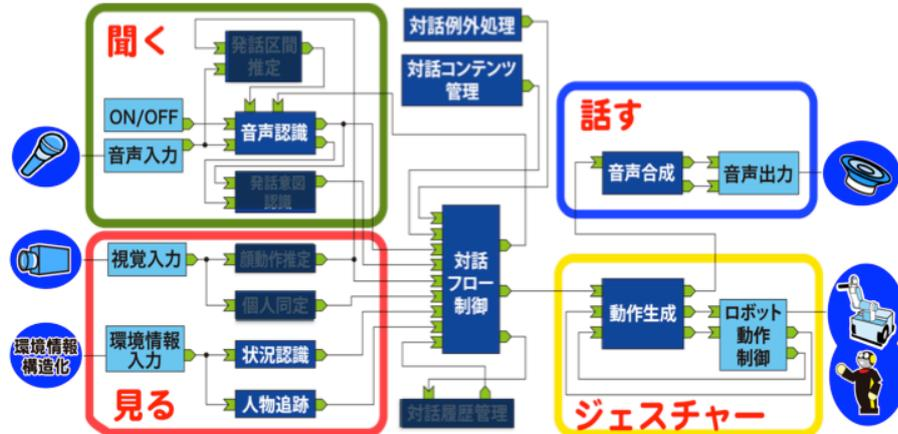 聞く
発話区間
推定
ON/OFF
音声入力
音声認識
発話意図
認識
対話例外処理
対話コンテンツ
管理
話す
音声合成
音声出力
視覚入力
顔動作推定
個人同定
環境情報
構造化
環境情報
入力
状況認識
人物追跡
見る
対話
フロー
制御
対話履歴管理
動作生成
ロボット
動作
制御
ジェスチャー